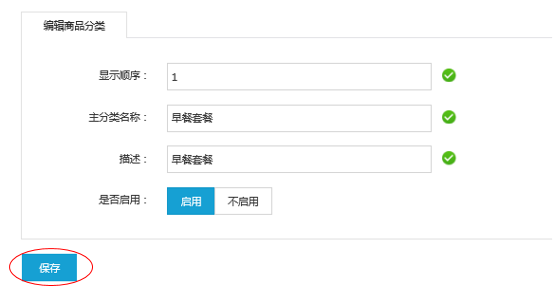 编辑商品分类
显示顺序： 1
主分类名称： 早餐套餐
描述： 早餐套餐
是否启用： 启用 不启用
保存